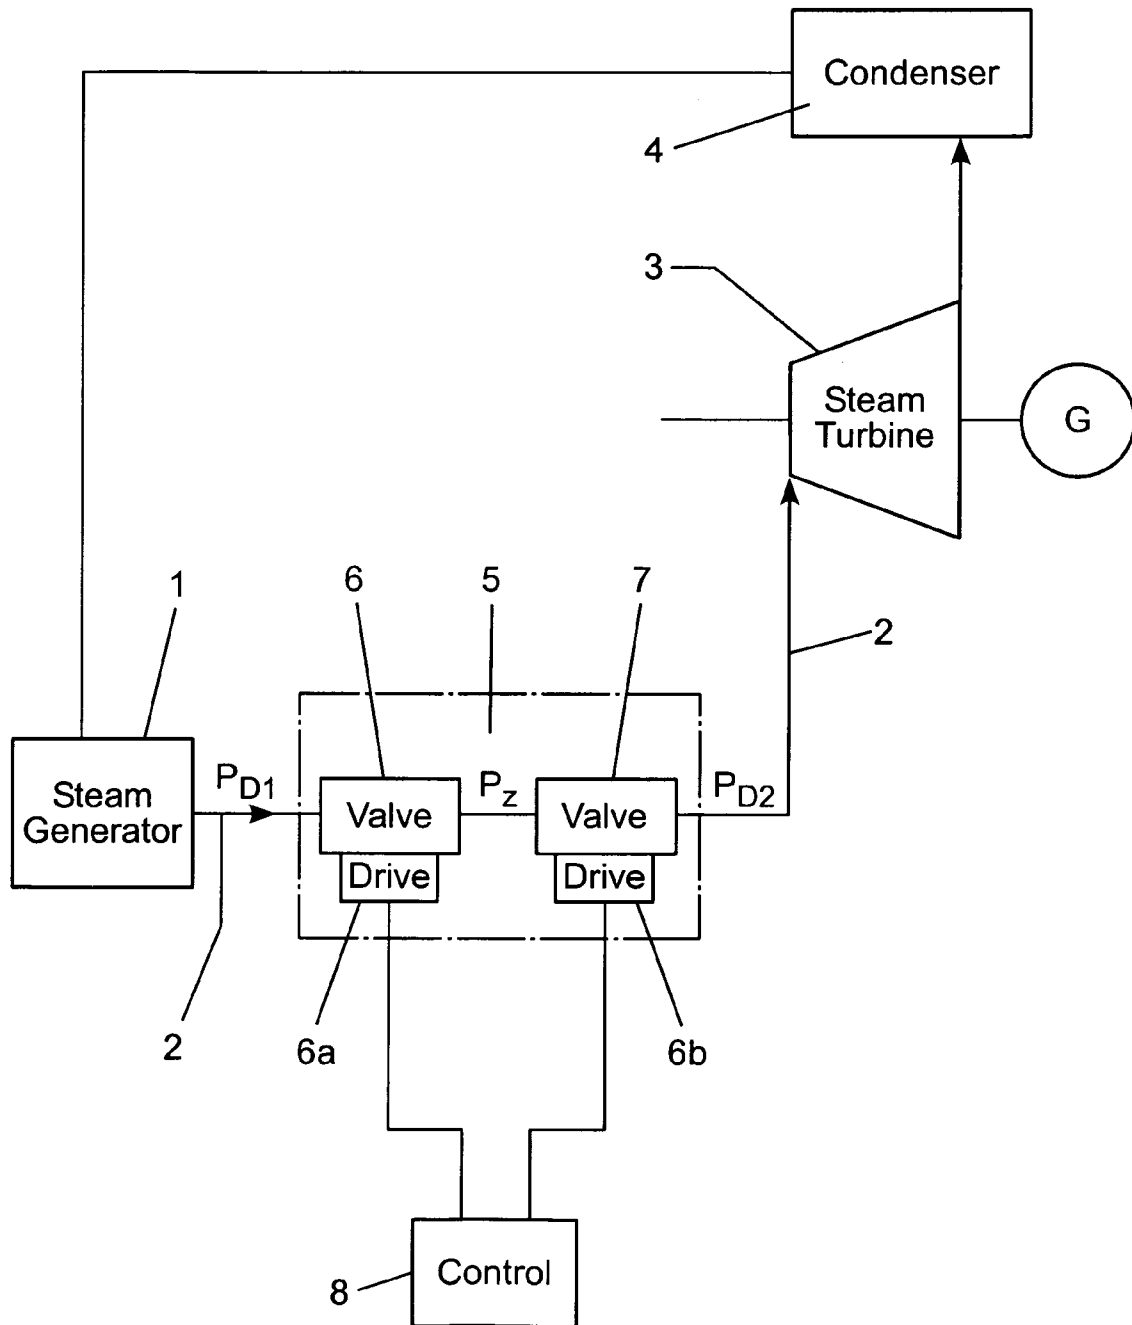 Condenser
4
3
Steam
Turbine
G
1
6
5
7
2
Steam
Generator
PD1
Valve
Pz
Valve
PD2
Drive
Drive
2
6a
6b
Control
8